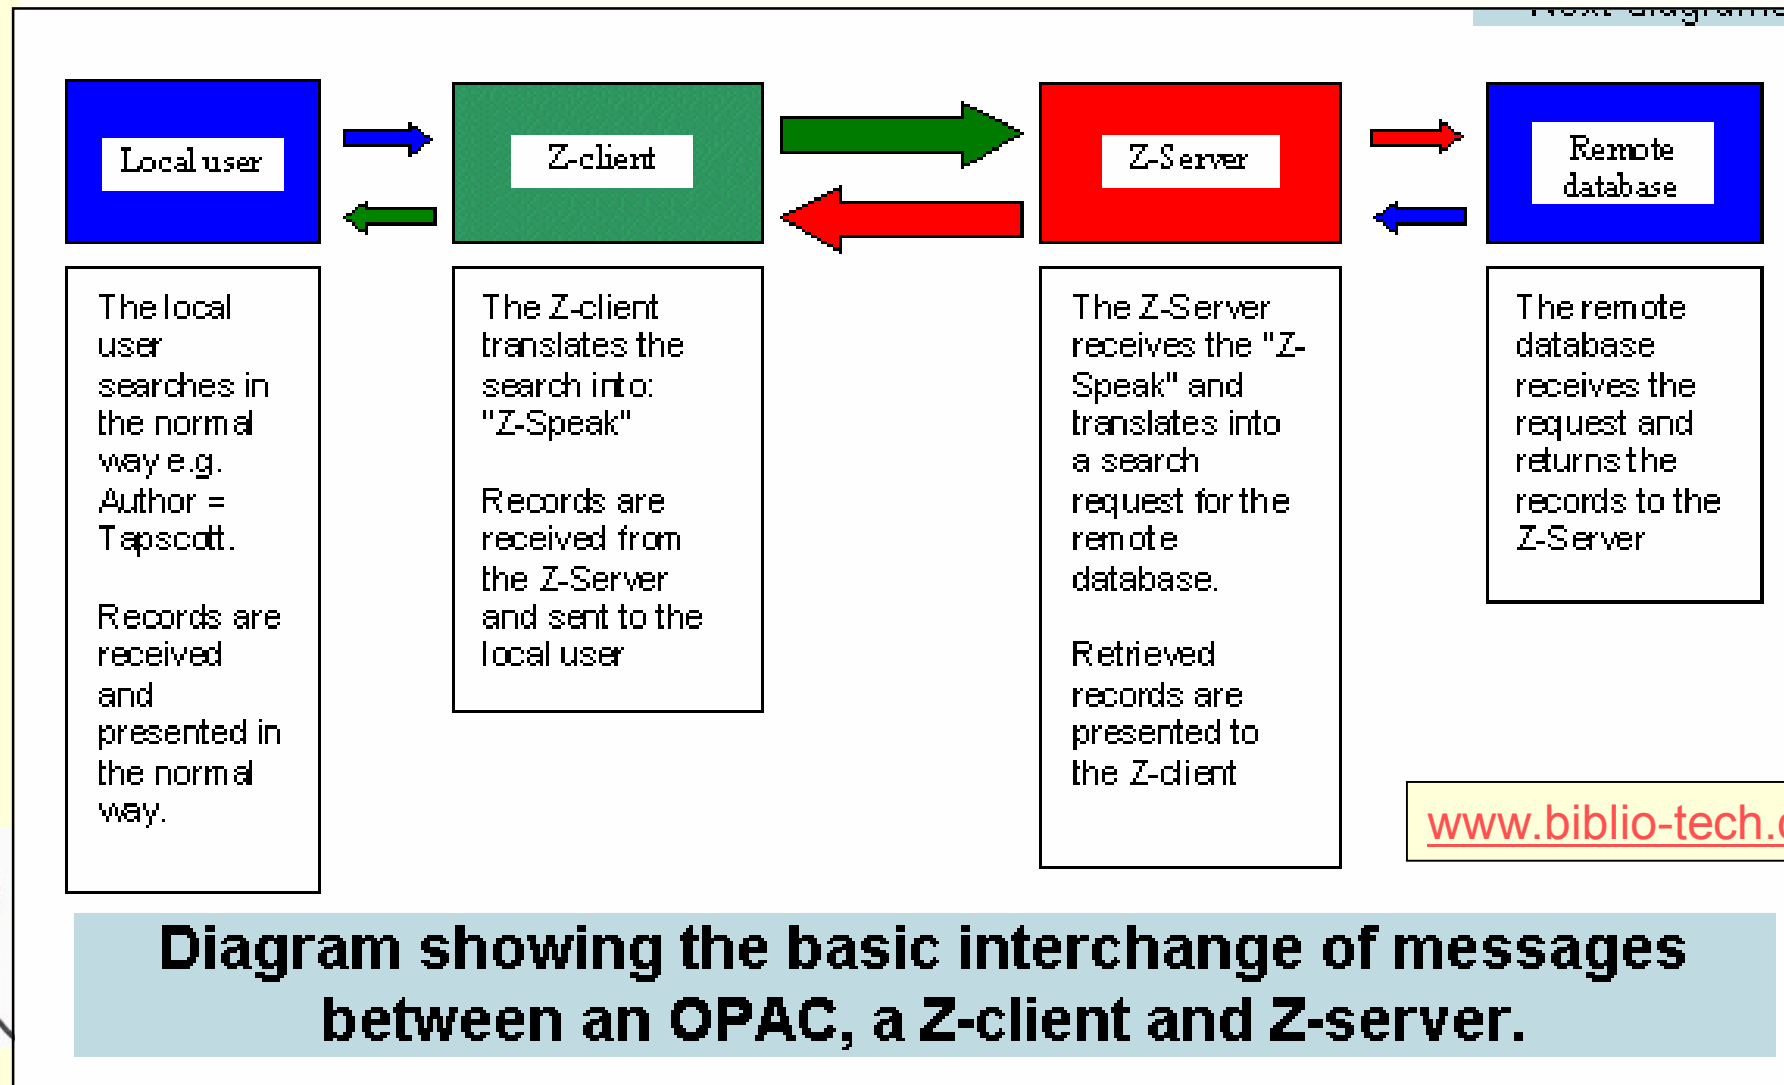 Local user
Z-client
Z-Server
Remote
database
The local
user
searches in
the normal
way e.g.
Author =
Tapscott.
Records are
received
and
presented in
the normal
way.
The Z-client
translates the
search into:
"Z-Speak"
Records are
received from
the Z-Server
and sent to the
local user
The Z-Server
receives the "Z-
Speak" and
translates into
a search
request for the
remote
database.
Retrieved
records are
presented to
the Z-client
The remote
database
receives the
request and
returns the
records to the
Z-Server
www.biblio-tech.
Diagram showing the basic interchange of messages
between an OPAC, a Z-client and Z-server.